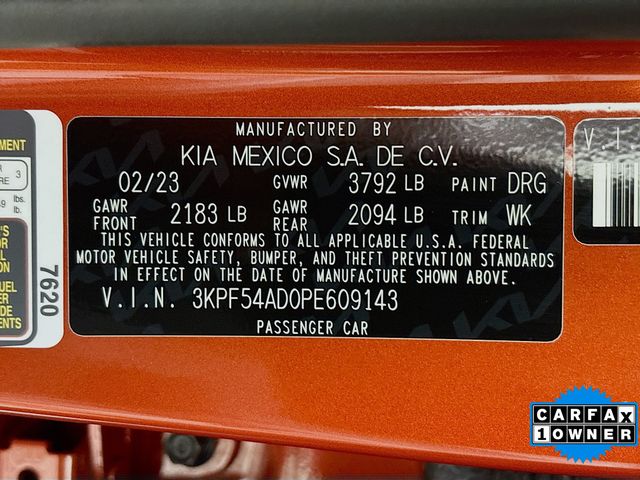 MANUFACTURED BY
KIA MEXICO S.A. DE C.V.
02/23 GVWR 3792 LB PAINT DRG
GAWR FRONT 2183 LB GAWR REAR 2094 LB TRIM WK
THIS VEHICLE CONFORMS TO ALL APPLICABLE U.S.A. FEDERAL
MOTOR VEHICLE SAFETY, BUMPER, AND THEFT PREVENTION STANDARDS
IN EFFECT ON THE DATE OF MANUFACTURE SHOWN ABOVE.
V.I.N. 3KPF54AD0PE609143
PASSENGER CAR
7620
V.I
CARFAX
1 OWNER